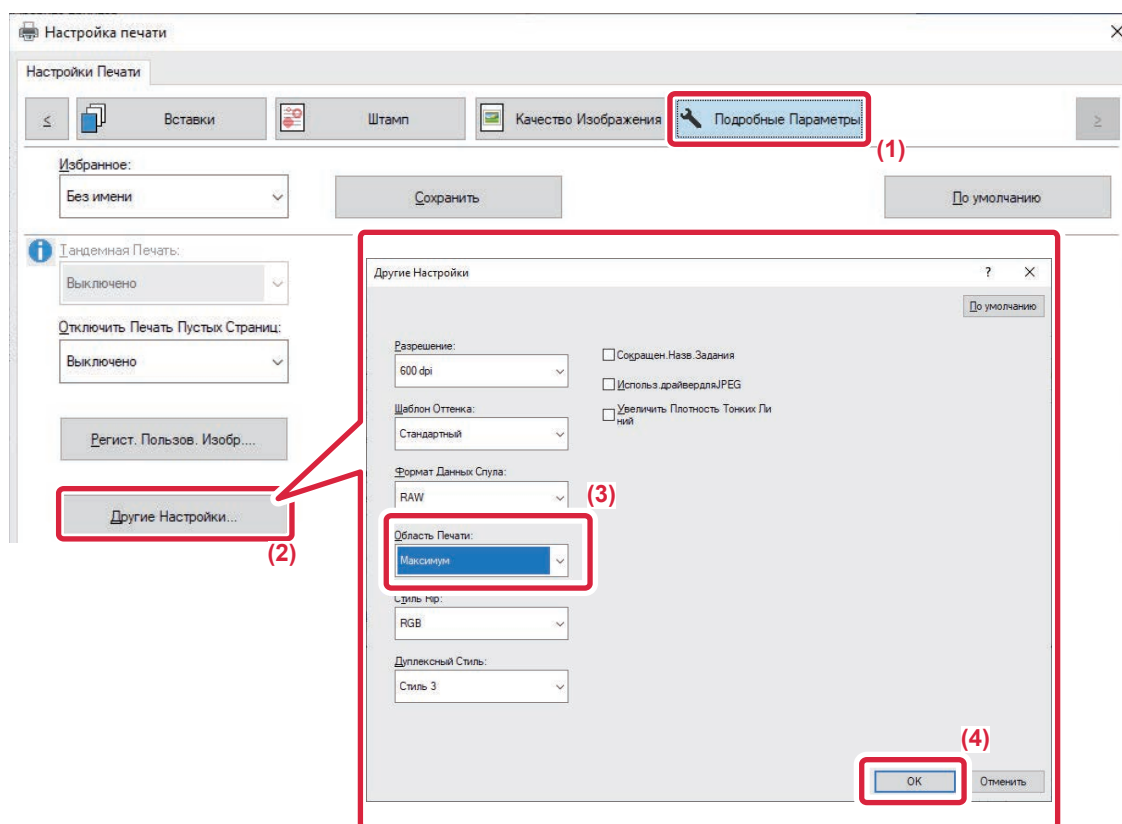 Настройка печати
Настройки Печати
≤ Вставки Штамп Качество Изображения Подробные Параметры ≥
(1)
Избранное:
Без имени Сохранить По умолчанию
Тандемная Печать:
Выключено
Отключить Печать Пустых Страниц:
Выключено
Регист. Пользов. Изобр....
Другие Настройки...
(2)
Другие Настройки ?
По умолчанию
Разрешение:
600 dpi
Шаблон Оттенка:
Стандартный
Формат Данных Спула:
RAW
(3)
Область Печати:
Максимум
Стиль Rip:
RGB
Дуплексный Стиль:
Стиль 3
Сокращен.Назв.Задания
Использ.драйвердляJPEG
Увеличить Плотность Тонких Ли
ний
(4)
OK Отменить